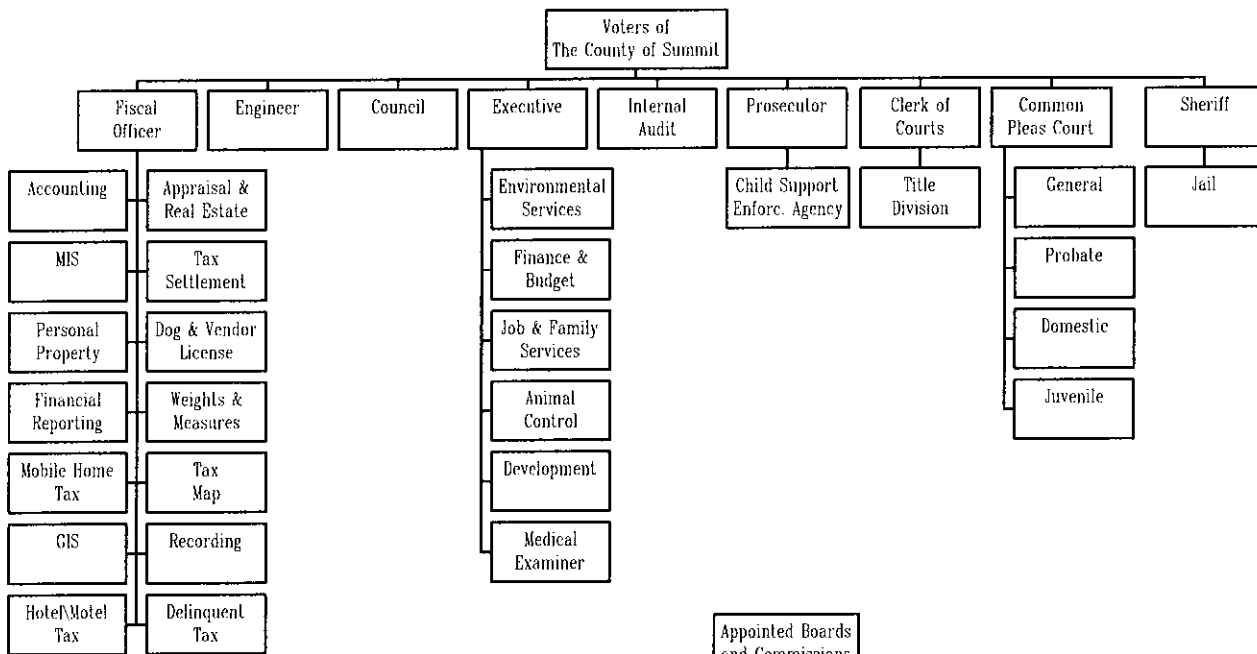 Voters of
The County of Summit
Fiscal
Officer
Engineer
Council
Executive
Internal
Audit
Prosecutor
Clerk of
Courts
Common
Pleas Court
Sheriff
Accounting
Appraisal &
Real Estate
MIS
Tax
Settlement
Personal
Property
Dog & Vendor
License
Financial
Reporting
Weights &
Measures
Mobile Home
Tax
Tax
Map
GIS
Recording
Hotel\Motel
Tax
Delinquent
Tax
Environmental
Services
Finance &
Budget
Job & Family
Services
Animal
Control
Development
Medical
Examiner
Child Support
Enforc. Agency
Title
Division
General
Probate
Domestic
Juvenile
Jail
Appointed Boards
and Commissions